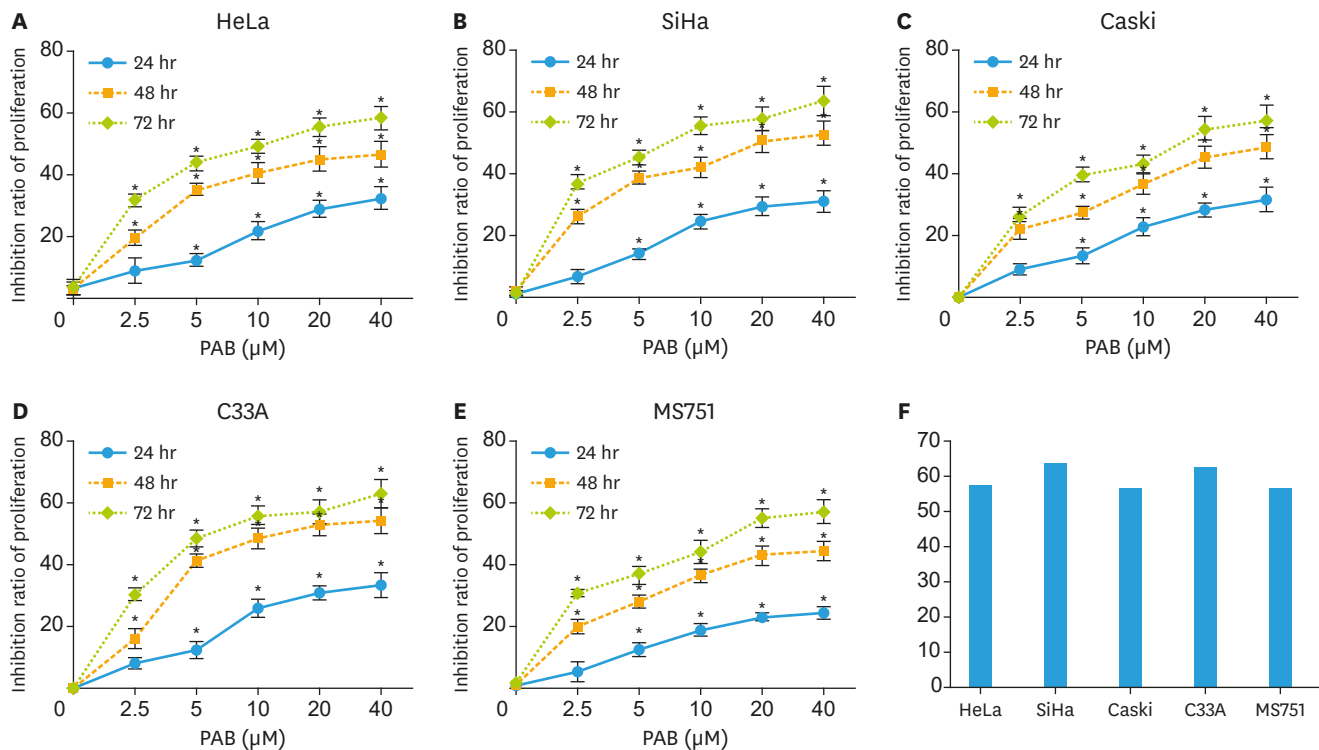 A
HeLa
Inhibition ratio of proliferation
80
60
40
20
0
24 hr
48 hr
72 hr
* * * * *
* * * * *
* * * *
2.5 5 10 20 40
PAB (µM)
B
SiHa
Inhibition ratio of proliferation
80
60
40
20
0
24 hr
48 hr
72 hr
* * * * *
* * * * *
* * * *
2.5 5 10 20 40
PAB (µM)
C
Caski
Inhibition ratio of proliferation
80
60
40
20
0
24 hr
48 hr
72 hr
* * * * *
* * * * *
* * * *
2.5 5 10 20 40
PAB (µM)
D
C33A
Inhibition ratio of proliferation
80
60
40
20
0
24 hr
48 hr
72 hr
* * * * *
* * * * *
* * * *
2.5 5 10 20 40
PAB (µM)
E
MS751
Inhibition ratio of proliferation
80
60
40
20
0
24 hr
48 hr
72 hr
* * * * *
* * * * *
* * * *
2.5 5 10 20 40
PAB (µM)
F
70
60
50
40
30
20
10
0
HeLa SiHa Caski C33A MS751